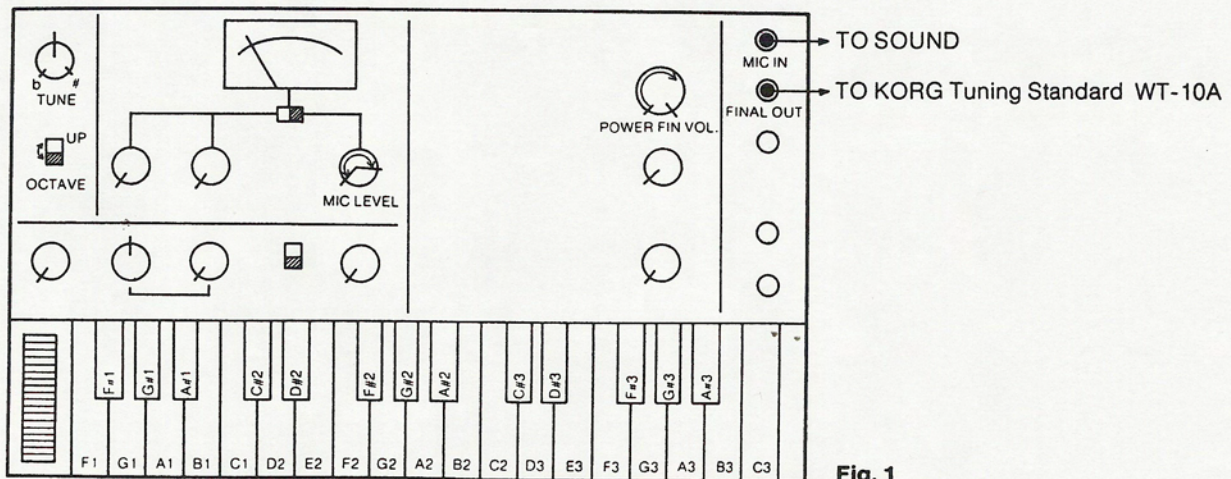 TO SOUND
MIC IN
TO KORG Tuning Standard WT-10A
FINAL OUT
b #
TUNE
UP
OCTAVE
MIC LEVEL
POWER FIN VOL.
F#1 G#1 A#1 C#2 D#2 F#2 G#2 A#2 C#3 D#3 F#3 G#3 A#3
F1 G1 A1 B1 C1 D2 E2 F2 G2 A2 B2 C2 D3 E3 F3 G3 A3 B3 C3
Fig. 1